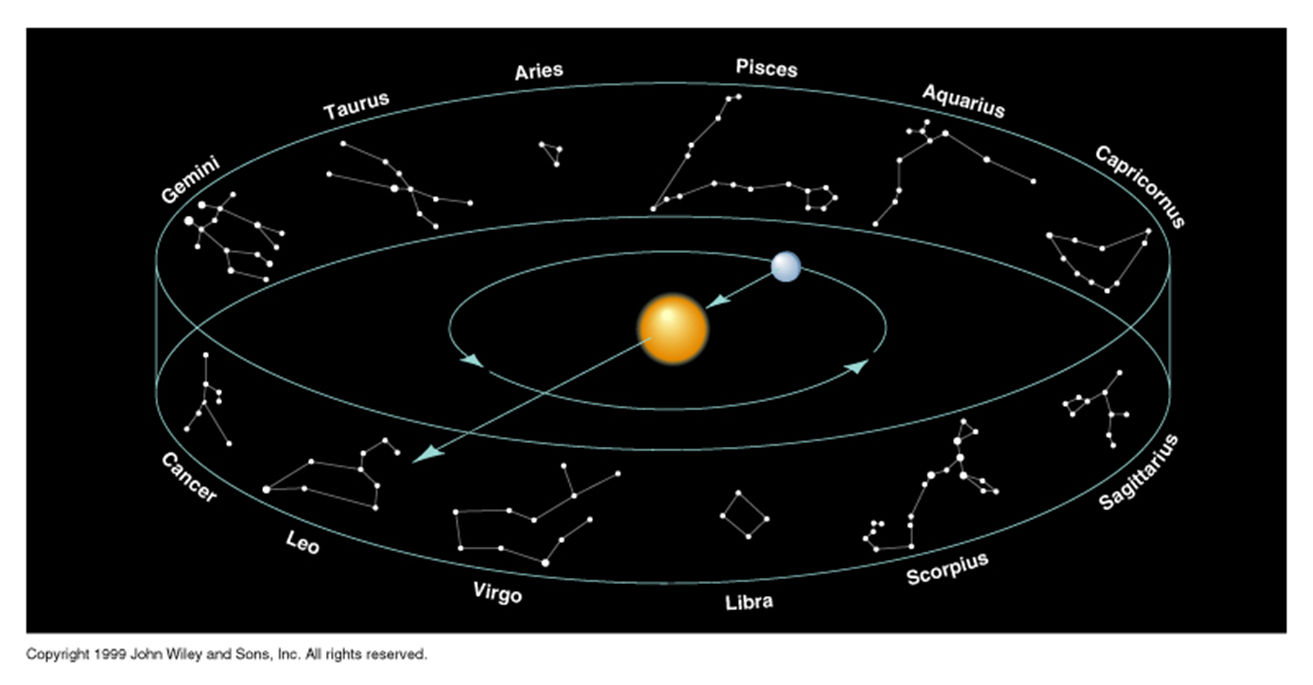 Aries
Pisces
Taurus
Aquarius
Gemini
Capricornus
Cancer
Sagittarius
Leo
Scorpius
Virgo
Libra
Copyright 1999 John Wiley and Sons, Inc. All rights reserved.